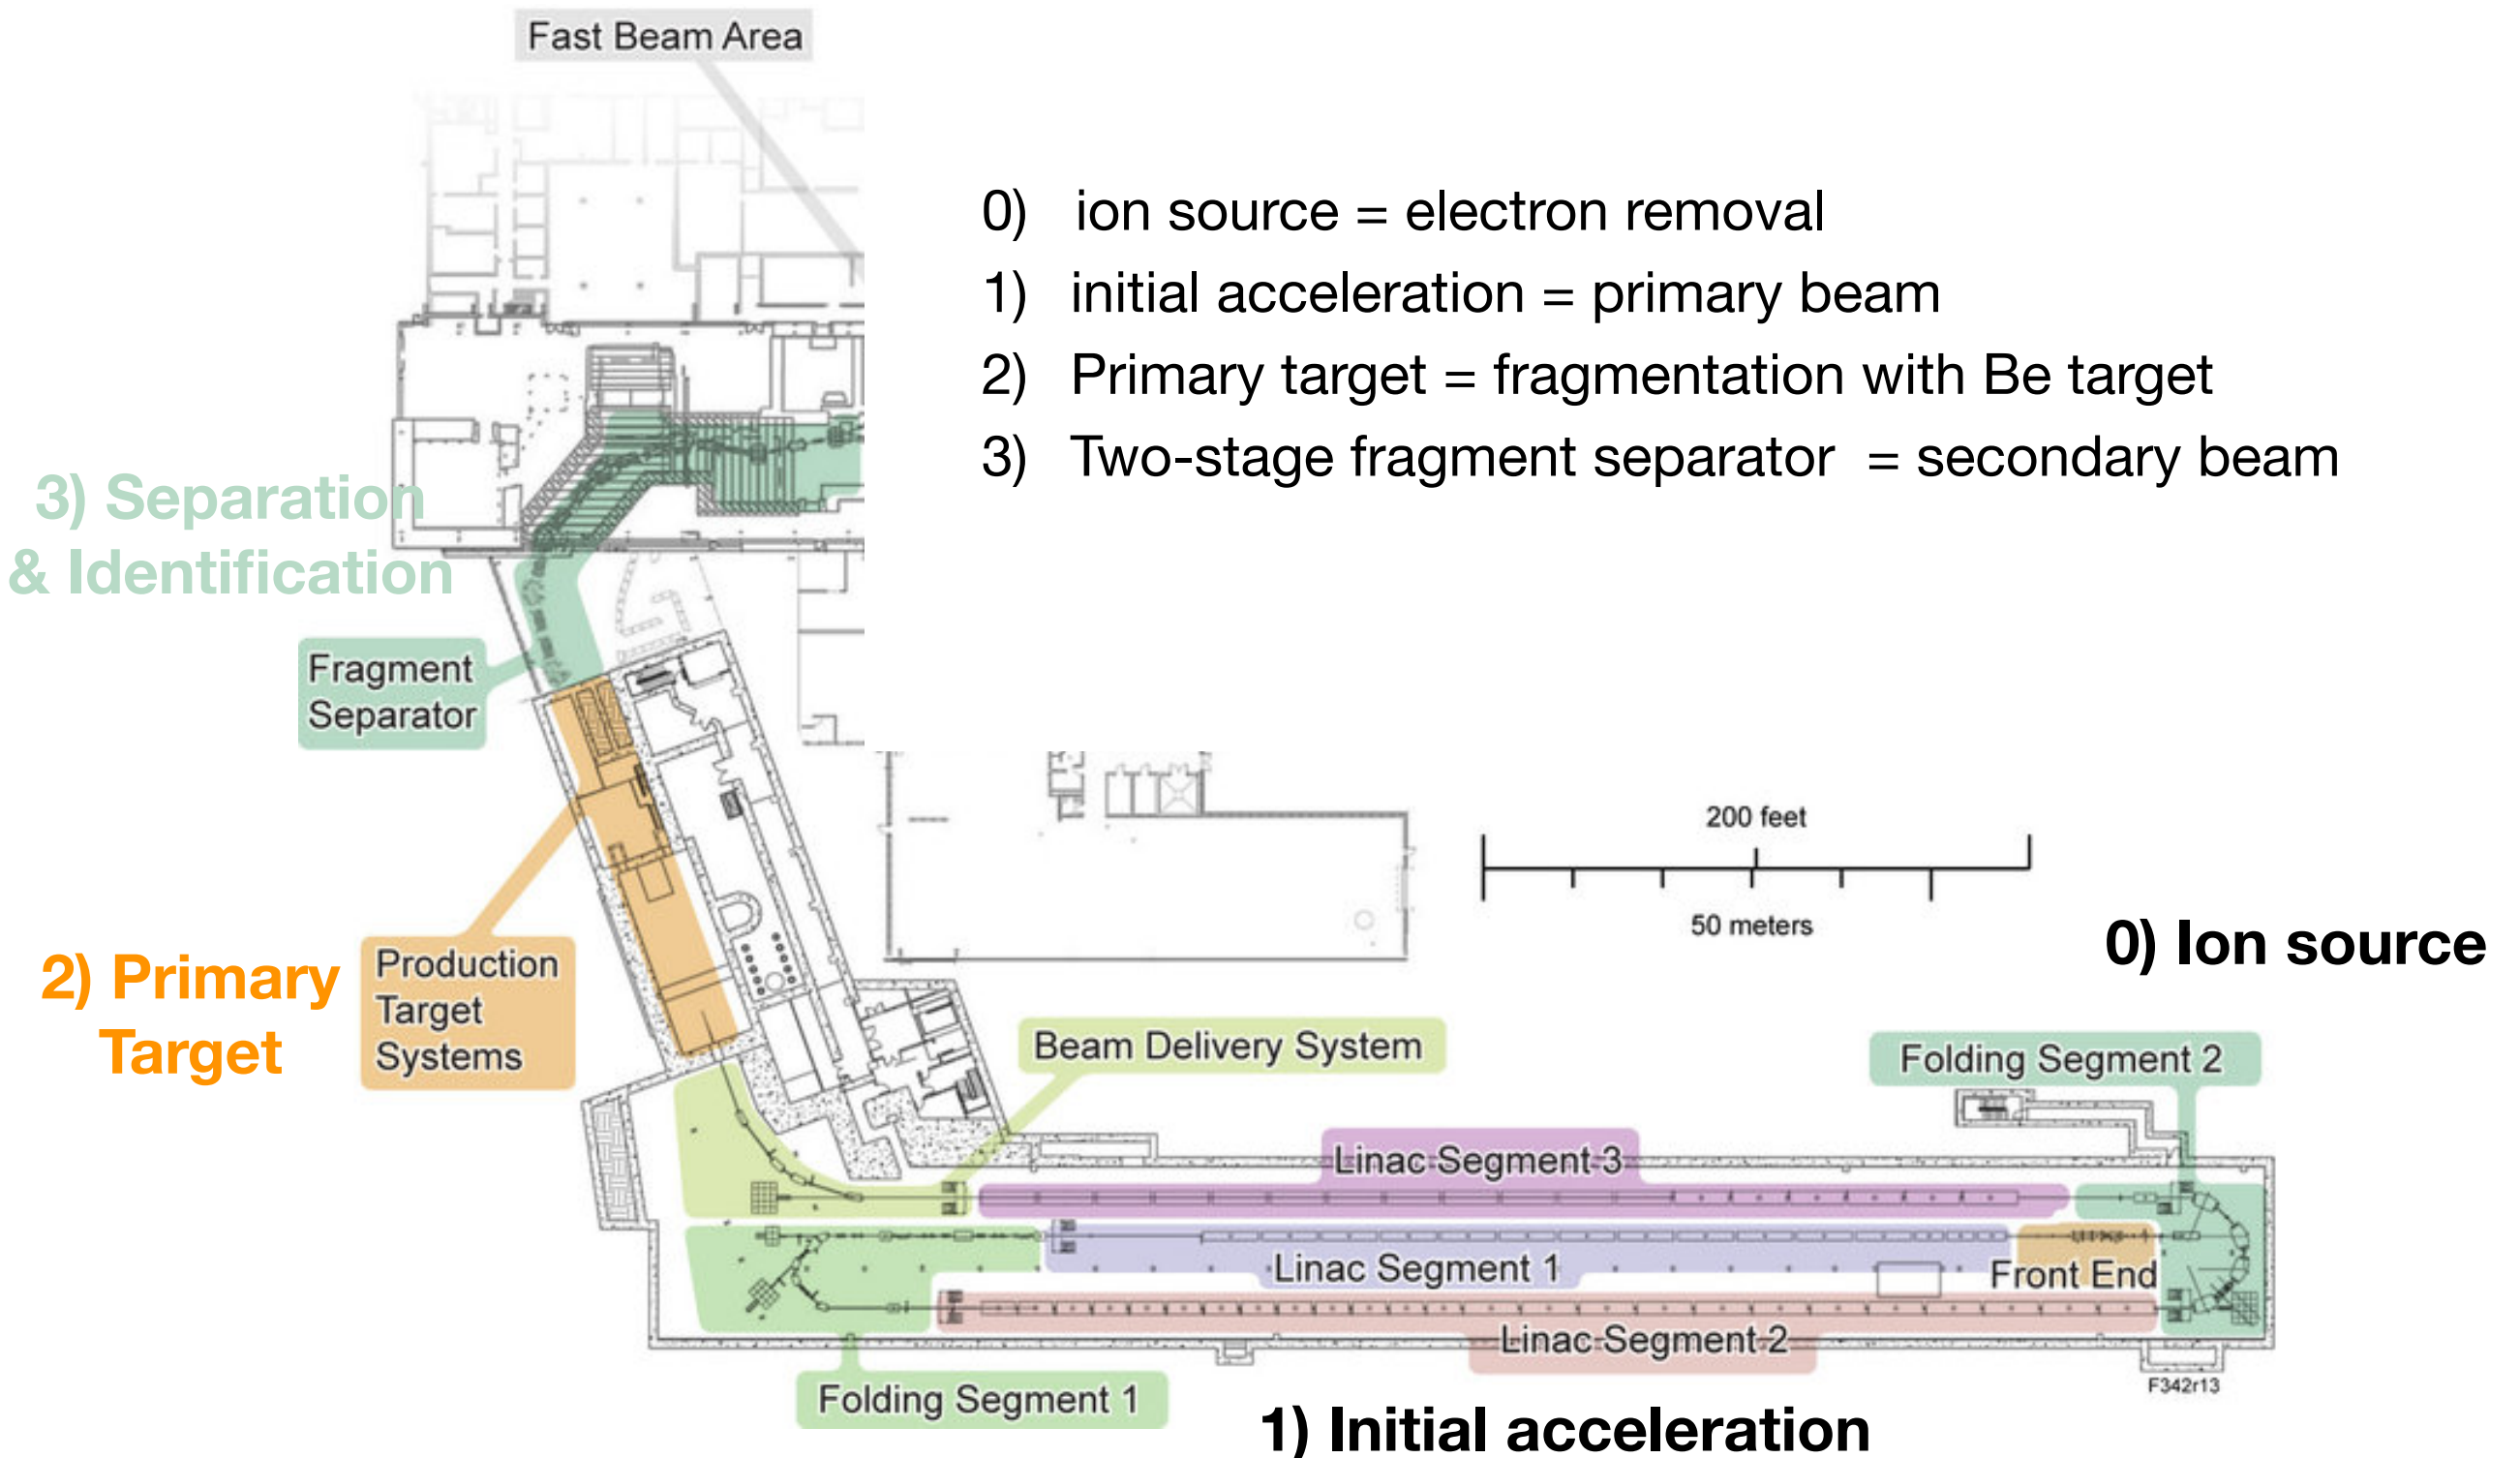 Fast Beam Area
0) ion source = electron removal
1) initial acceleration = primary beam
2) Primary target = fragmentation with Be target
3) Two-stage fragment separator = secondary beam
3) Separation
& Identification
Fragment
Separator
200 feet
50 meters
0) Ion source
2) Primary
Target
Production
Target
Systems
Beam Delivery System
Folding Segment 2
Linac Segment 3
Linac Segment 1
Front End
Linac Segment 2
F342r13
Folding Segment 1
1) Initial acceleration